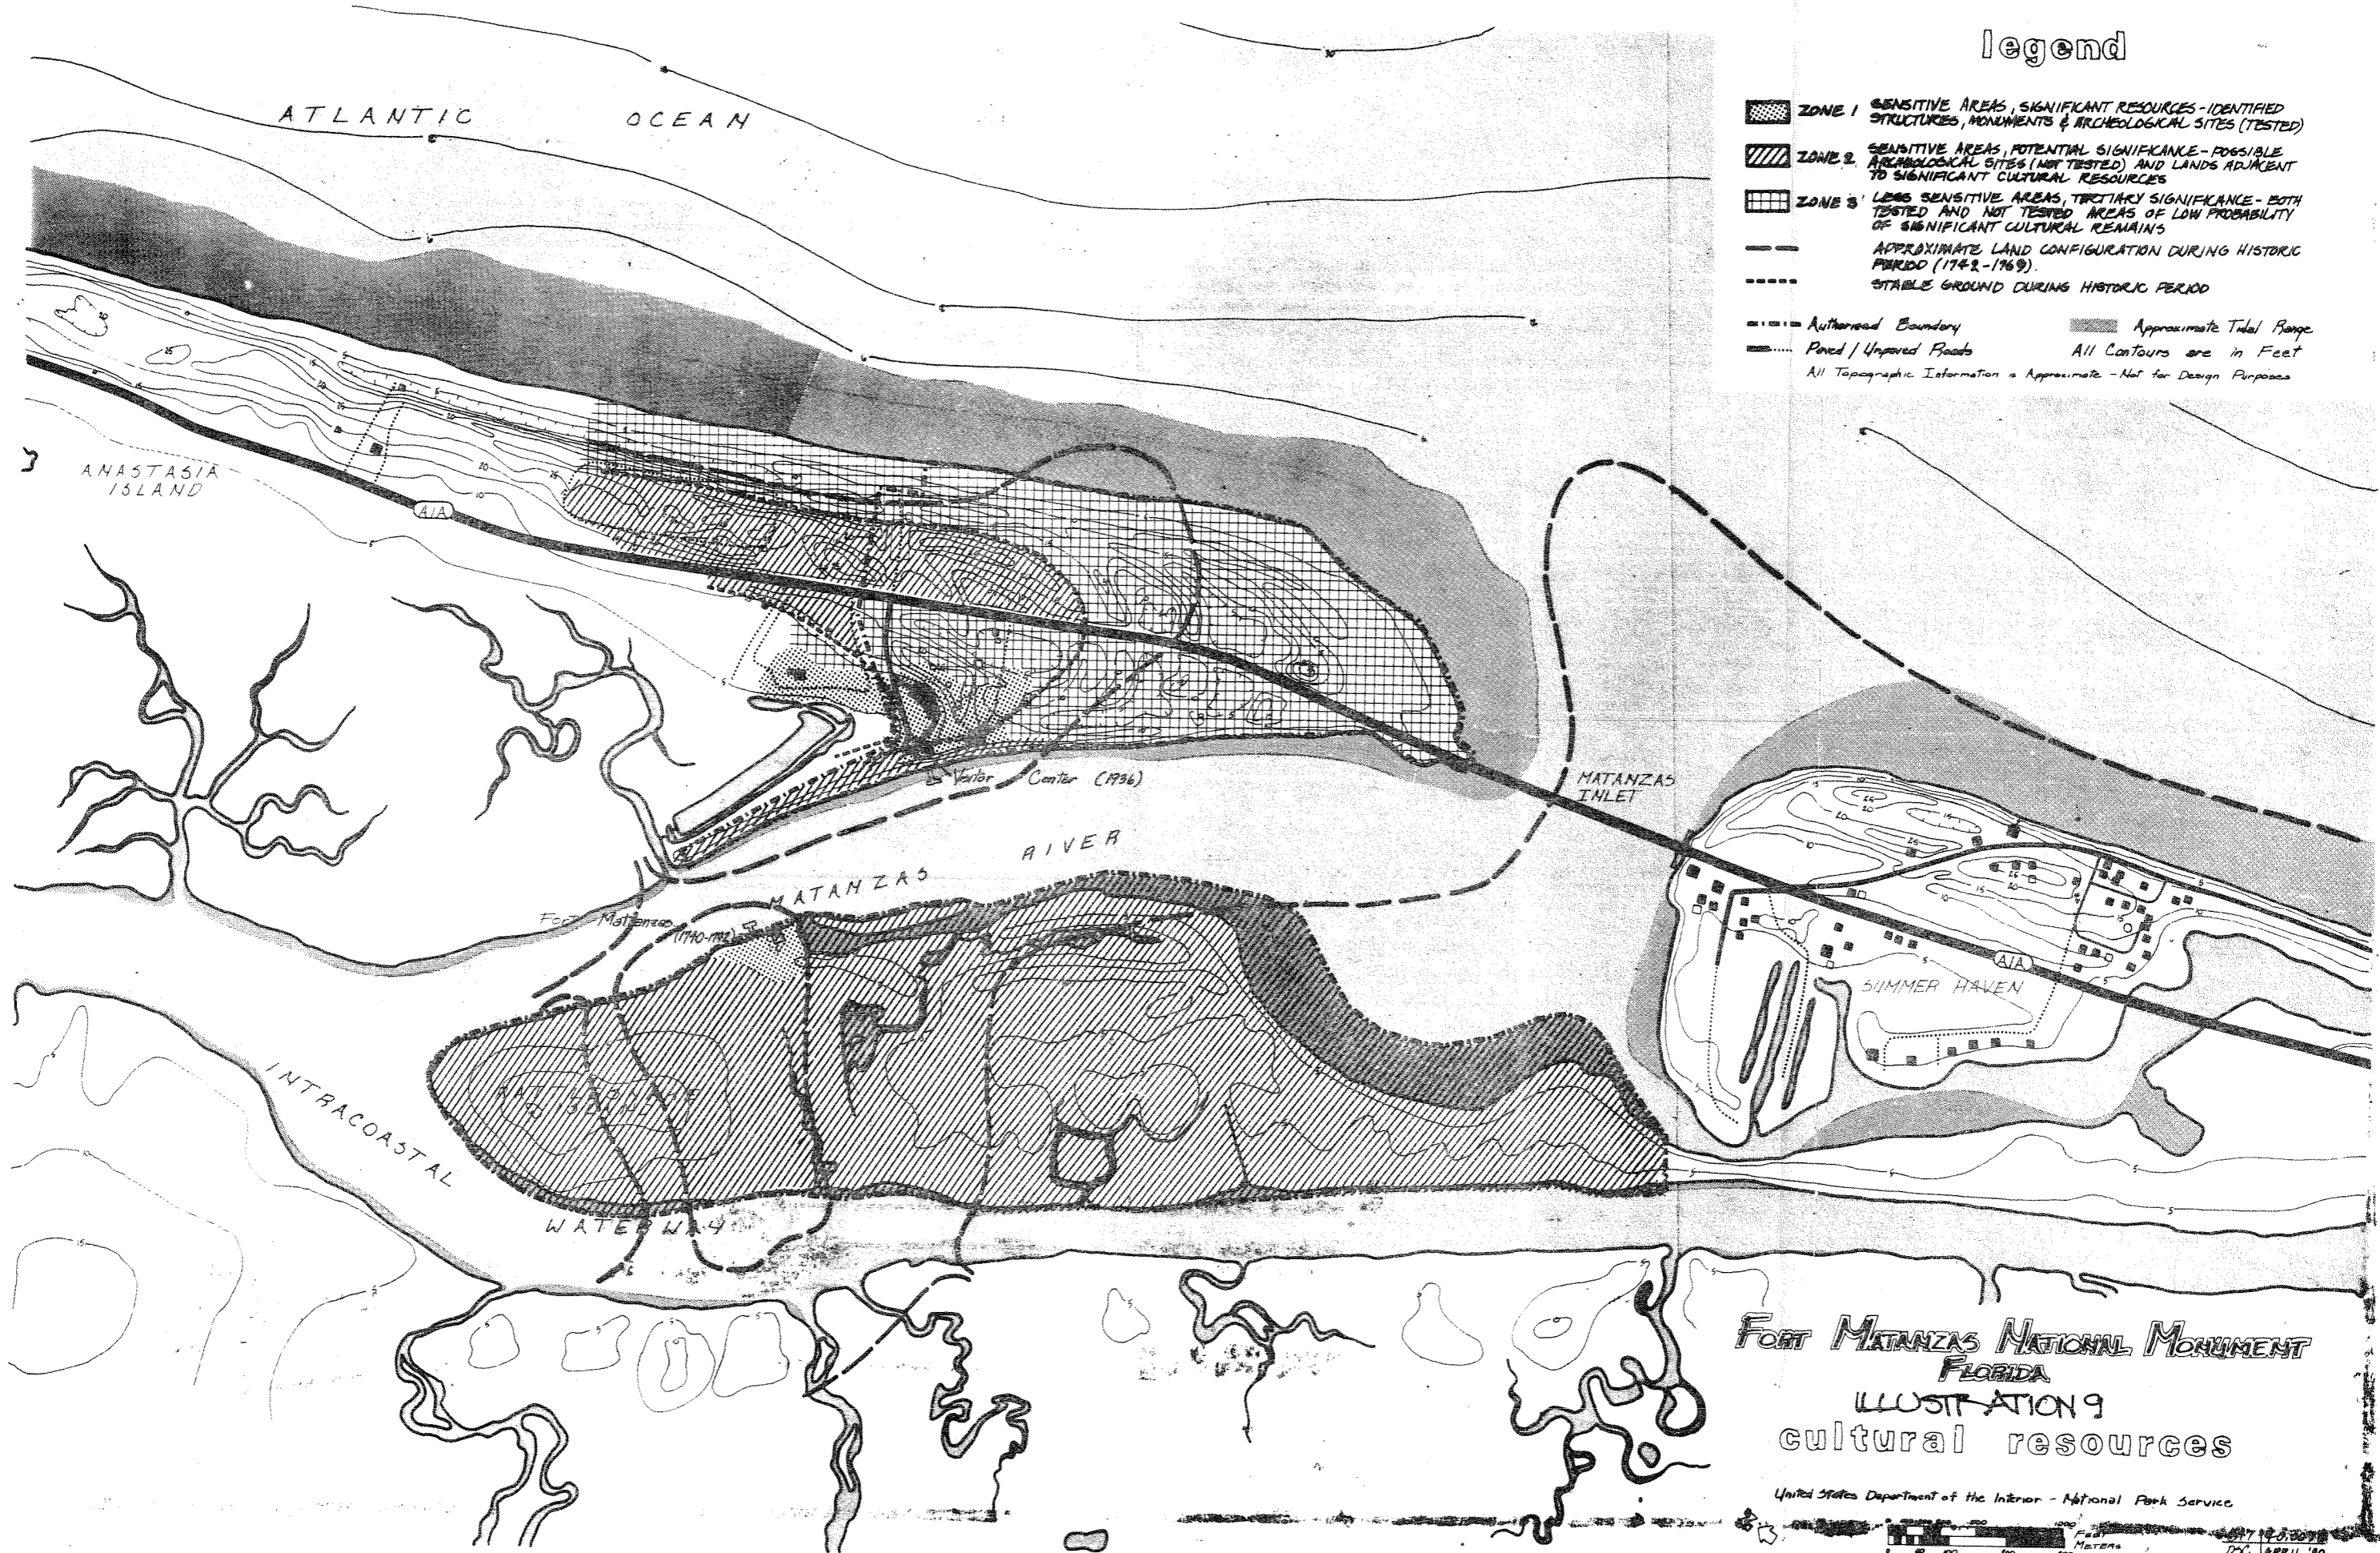 legend
ZONE 1 SENSITIVE AREAS, SIGNIFICANT RESOURCES - IDENTIFIED
STRUCTURES, MONUMENTS & ARCHEOLOGICAL SITES (TESTED)
ZONE 2 SENSITIVE AREAS, POTENTIAL SIGNIFICANCE - POSSIBLE
ARCHEOLOGICAL SITES (NOT TESTED) AND LANDS ADJACENT
TO SIGNIFICANT CULTURAL RESOURCES
ZONE 3 LESS SENSITIVE AREAS, TERTIARY SIGNIFICANCE - BOTH
TESTED AND NOT TESTED AREAS OF LOW PROBABILITY
OF SIGNIFICANT CULTURAL REMAINS
APPROXIMATE LAND CONFIGURATION DURING HISTORIC
PERIOD (1742-1769).
STABLE GROUND DURING HISTORIC PERIOD
Authorized Boundary
Approximate Tidal Range
Paved / Unpaved Roads
All Contours are in Feet
All Topographic Information is Approximate - Not for Design Purposes
ATLANTIC OCEAN
ANASTASIA
ISLAND
A1A
Visitor Center (1936)
MATANZAS
INLET
MATANZAS RIVER
Fort Matanzas
(1740-1742)
RATTLESNAKE
ISLAND
A1A
SUMMER HAVEN
INTRACOASTAL
WATERWAY
FORT MATANZAS NATIONAL MONUMENT
FLORIDA
ILLUSTRATION 9
cultural resources
United States Department of the Interior - National Park Service
FEET
METERS